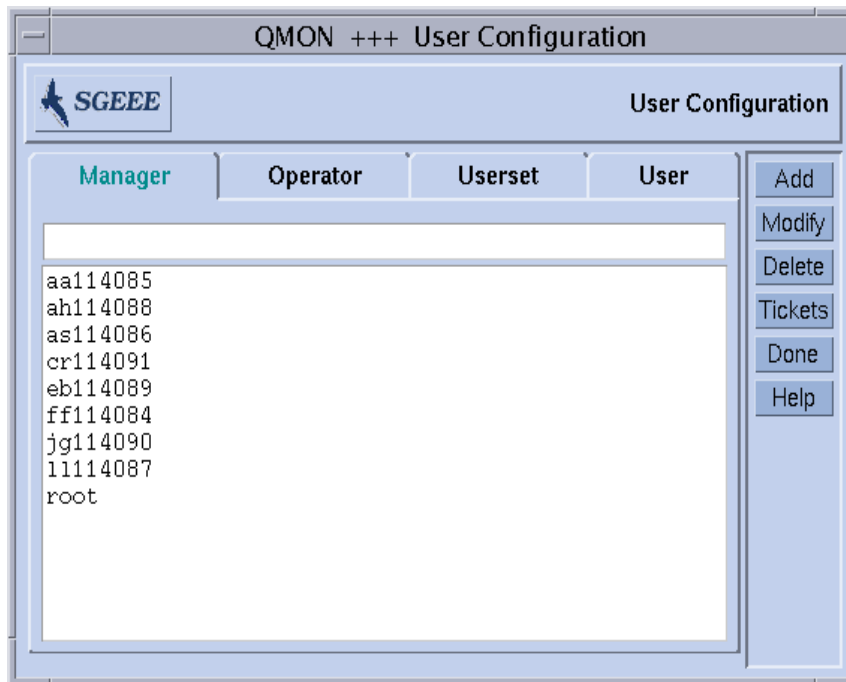 QMON +++ User Configuration
SGEEE
User Configuration
Manager Operator Userset User
aa114085
ah114088
as114086
cr114091
eb114089
ff114084
jg114090
ll114087
root
Add
Modify
Delete
Tickets
Done
Help